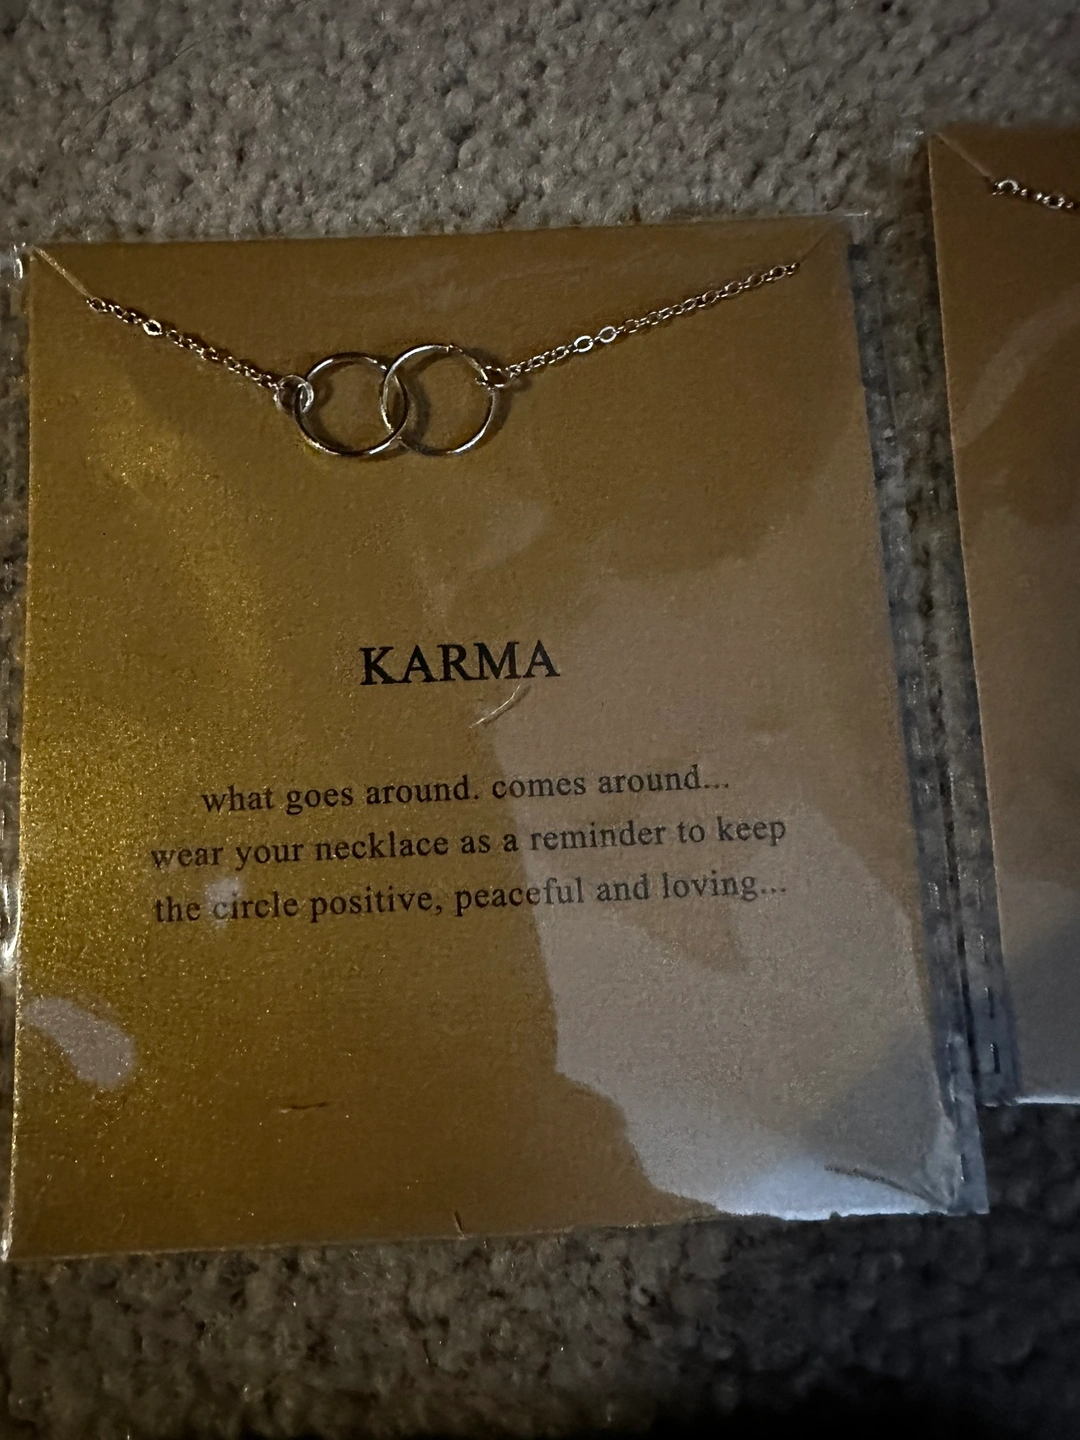 KARMA
what goes around. comes around...
wear your necklace as a reminder to keep
the circle positive, peaceful and loving...